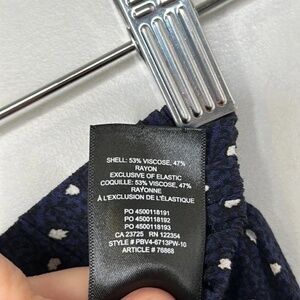 SHELL: 53% VISCOSE, 47%
RAYON
EXCLUSIVE OF ELASTIC
COQUILLE: 53% VISCOSE, 47%
RAYONNE
À L'EXCLUSION DE L'ÉLASTIQUE
PO 4500118191
PO 4500118192
PO 4500118193
CA 23725 RN 122354
STYLE # PBV4-6713PW-10
ARTICLE # 76868